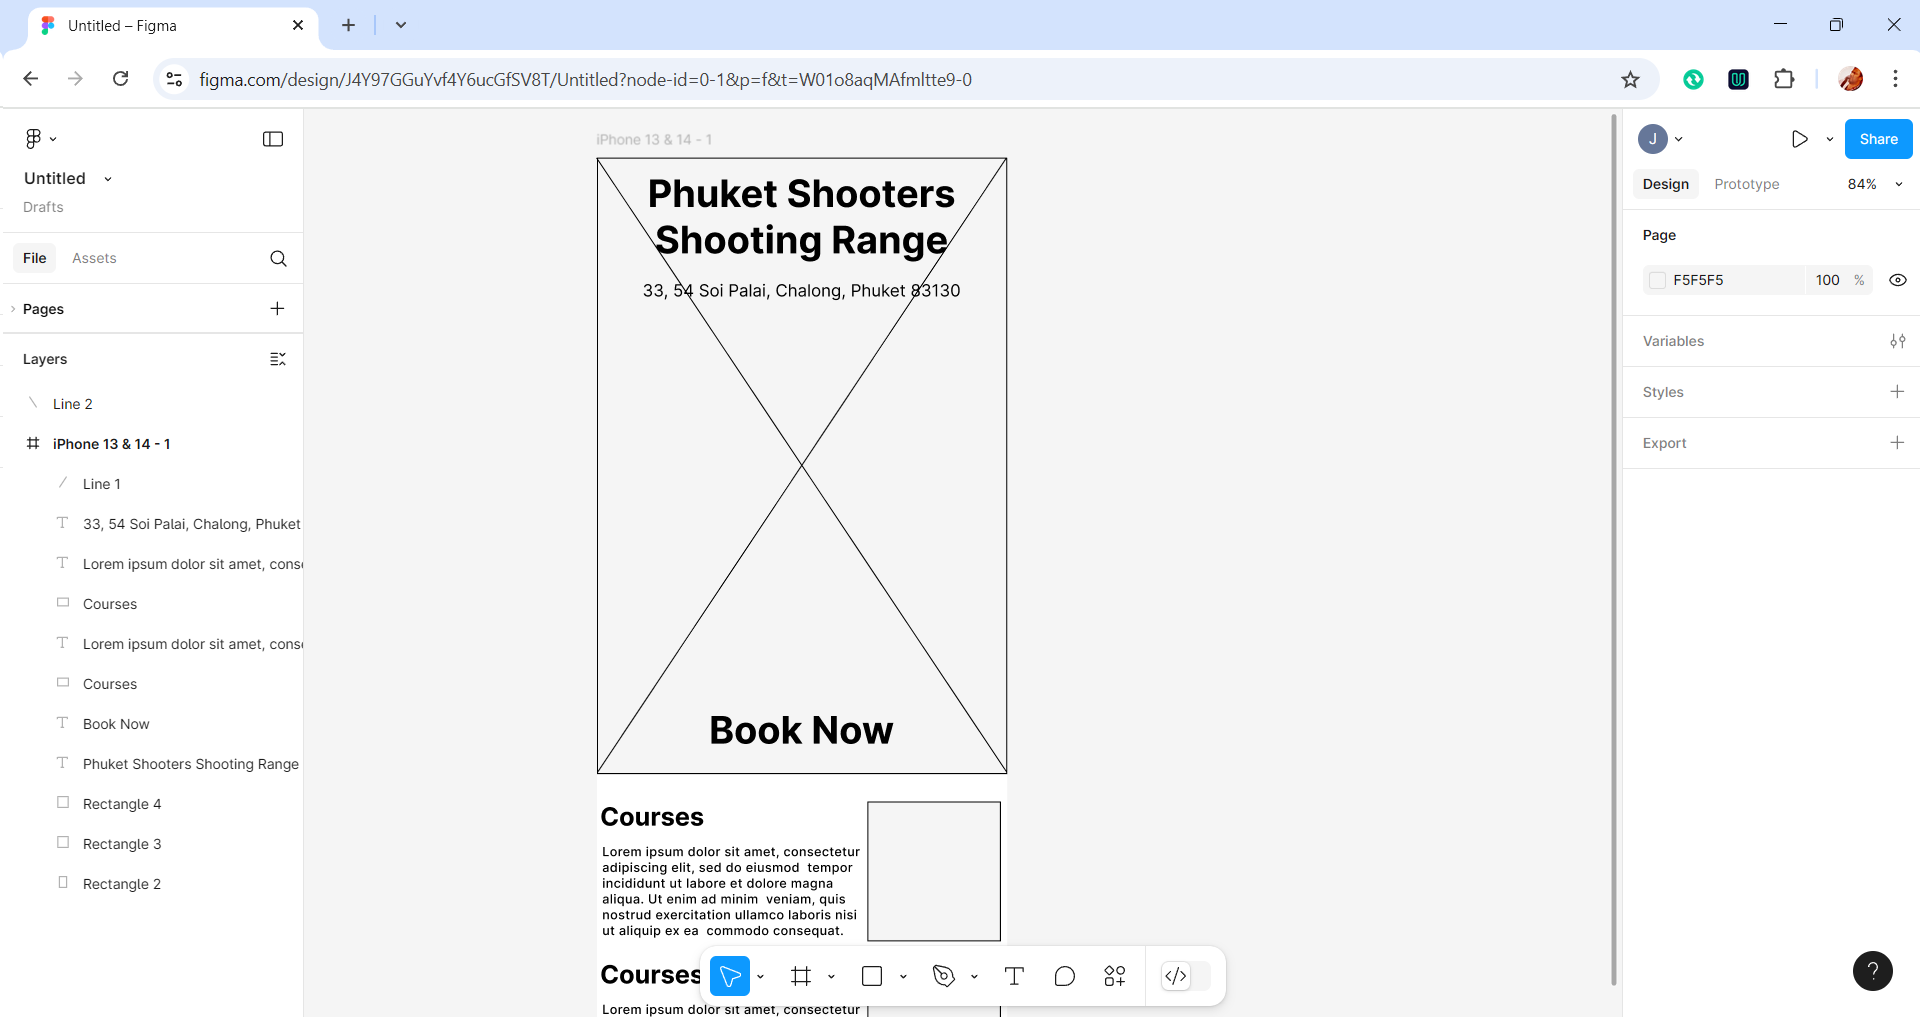 Untitled – Figma
figma.com/design/J4Y97GGuYvf4Y6ucGfSV8T/Untitled?node-id=0-1&p=f&t=W01o8aqMAfmltte9-0
Untitled
Drafts
File
Assets
Pages
Layers
Line 2
iPhone 13 & 14 - 1
Line 1
33, 54 Soi Palai, Chalong, Phuket
Lorem ipsum dolor sit amet, conse
Courses
Lorem ipsum dolor sit amet, conse
Courses
Book Now
Phuket Shooters Shooting Range
Rectangle 4
Rectangle 3
Rectangle 2
iPhone 13 & 14 - 1
Phuket Shooters
Shooting Range
33, 54 Soi Palai, Chalong, Phuket 83130
Book Now
Courses
Lorem ipsum dolor sit amet, consectetur
adipiscing elit, sed do eiusmod  tempor
incididunt ut labore et dolore magna
aliqua. Ut enim ad minim  veniam, quis
nostrud exercitation ullamco laboris nisi
ut aliquip ex ea  commodo consequat.
Courses
Lorem ipsum dolor sit amet, consectetur
J
Share
Design
Prototype
84%
Page
F5F5F5
100 %
Variables
Styles
Export
?